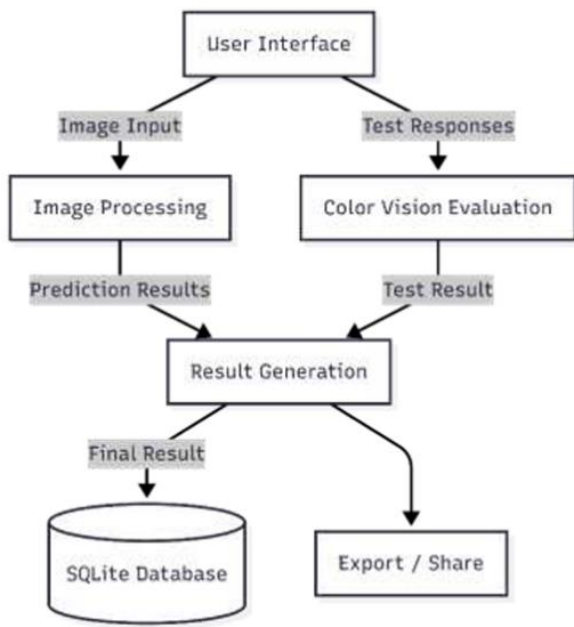 User Interface
Image Input
Test Responses
Image Processing
Color Vision Evaluation
Prediction Results
Test Result
Result Generation
Final Result
SQLite Database
Export / Share